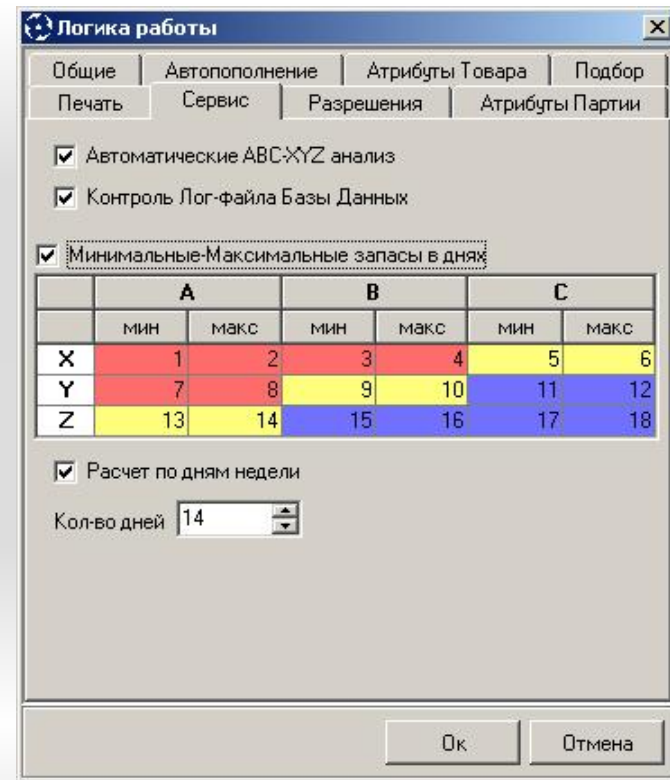 Логика работы
Общие Автопополнение Атрибуты Товара Подбор
Печать Сервис Разрешения Атрибуты Партии
Автоматические ABC-XYZ анализ
Контроль Лог-файла Базы Данных
Минимальные-Максимальные запасы в днях
A B C
мин макс мин макс мин макс
X 1 2 3 4 5 6
Y 7 8 9 10 11 12
Z 13 14 15 16 17 18
Расчет по дням недели
Кол-во дней 14
Ок Отмена